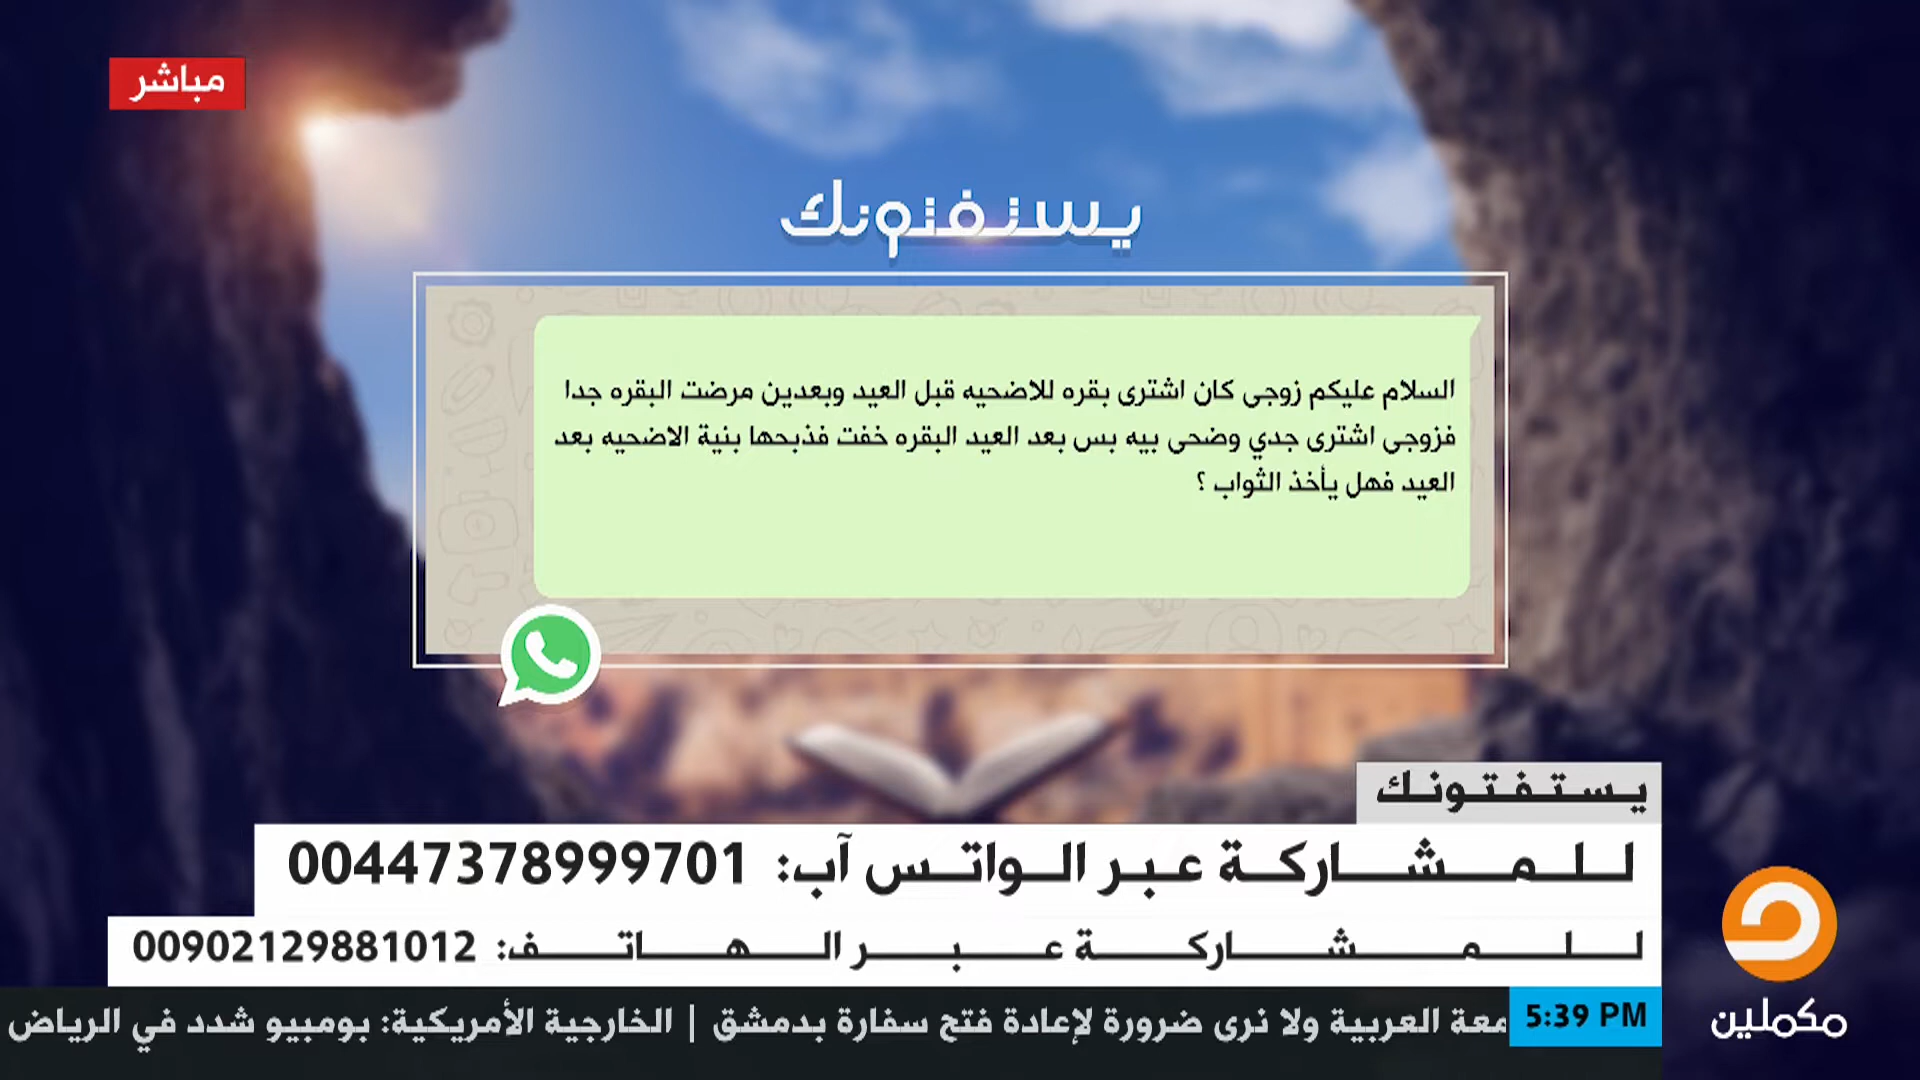 مباشر
يستفتونك
السلام عليكم زوجى كان اشترى بقره للاضحيه قبل العيد وبعدين مرضت البقره جدا
فزوجى اشترى جدي وضحى بيه بس بعد العيد البقره خفت فذبحها بنية الاضحيه بعد
العيد فهل يأخذ الثواب ؟
يستفتونك
للمشاركة عبر الواتس آب: 00447378999701
للمشاركة عبر الهاتف: 00902129881012
معة العربية ولا نرى ضرورة لإعادة فتح سفارة بدمشق | الخارجية الأمريكية: بومبيو شدد في الرياض
5:39 PM
مكملين